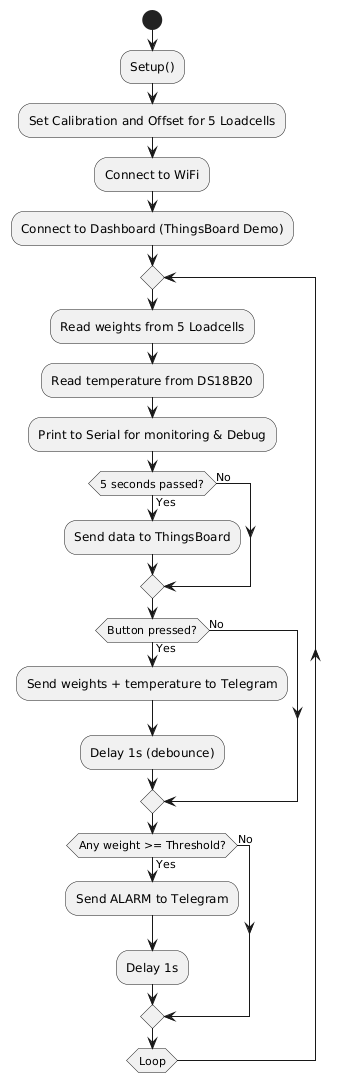 Setup()
Set Calibration and Offset for 5 Loadcells
Connect to WiFi
Connect to Dashboard (ThingsBoard Demo)
Read weights from 5 Loadcells
Read temperature from DS18B20
Print to Serial for monitoring & Debug
5 seconds passed?
No
Yes
Send data to ThingsBoard
Button pressed?
No
Yes
Send weights + temperature to Telegram
Delay 1s (debounce)
Any weight >= Threshold?
No
Yes
Send ALARM to Telegram
Delay 1s
Loop